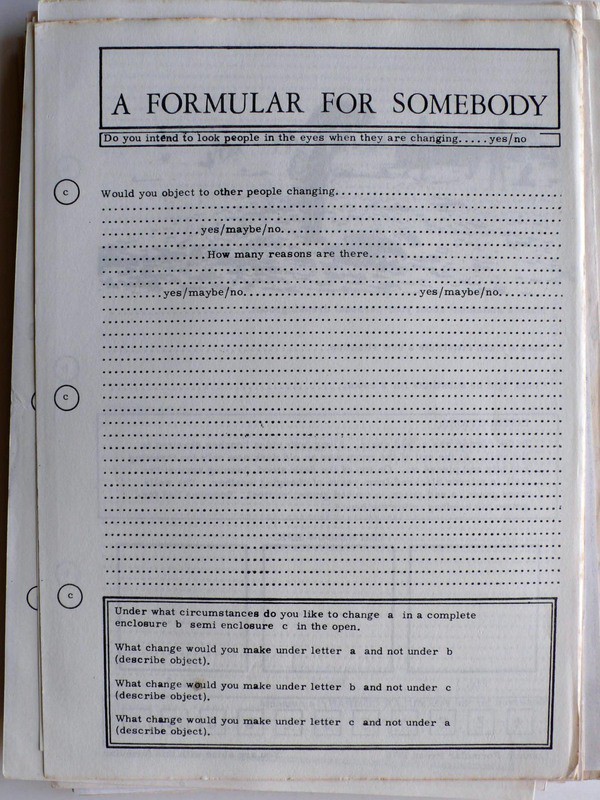 A FORMULAR FOR SOMEBODY
Do you intend to look people in the eyes when they are changing.....yes/no
c
Would you object to other people changing........................................
..............................................................................
.................yes/maybe/no................................................
..............................................................................
.................How many reasons are there.................................
..............................................................................
..........yes/maybe/no.............................yes/maybe/no..........
c
c
Under what circumstances do you like to change a in a complete
enclosure b semi enclosure c in the open.
What change would you make under letter a and not under b
(describe object).
What change would you make under letter b and not under c
(describe object).
What change would you make under letter c and not under a
(describe object).